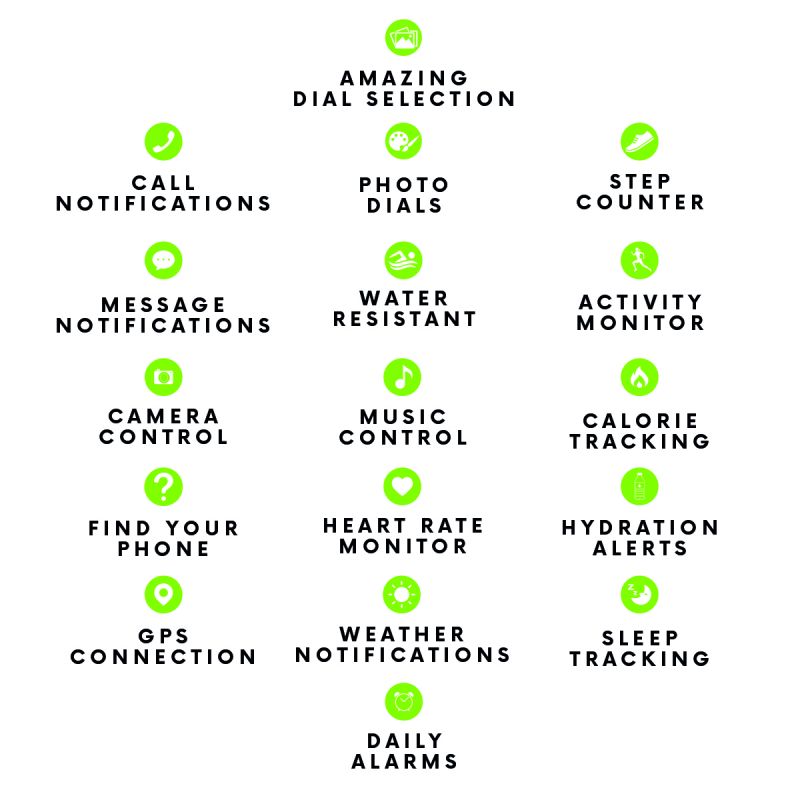 AMAZING
DIAL SELECTION
CALL
NOTIFICATIONS
PHOTO
DIALS
STEP
COUNTER
MESSAGE
NOTIFICATIONS
WATER
RESISTANT
ACTIVITY
MONITOR
CAMERA
CONTROL
MUSIC
CONTROL
CALORIE
TRACKING
FIND YOUR
PHONE
HEART RATE
MONITOR
HYDRATION
ALERTS
GPS
CONNECTION
WEATHER
NOTIFICATIONS
SLEEP
TRACKING
DAILY
ALARMS